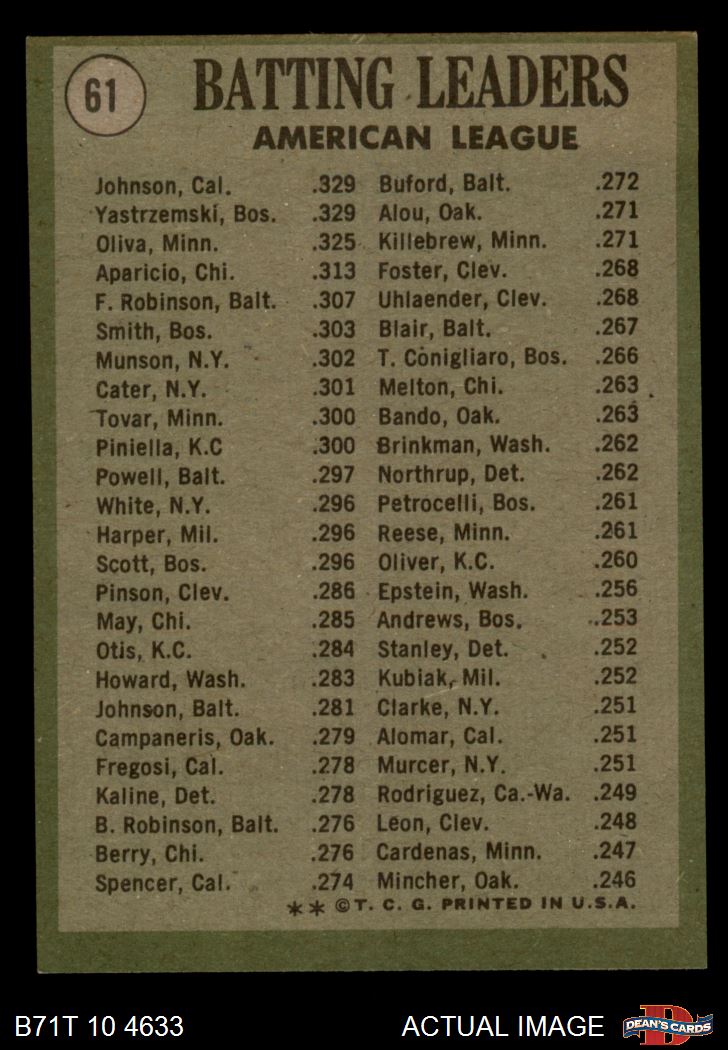 61
BATTING LEADERS
AMERICAN LEAGUE
Johnson, Cal. .329
Yastrzemski, Bos. .329
Oliva, Minn. .325
Aparicio, Chi. .313
F. Robinson, Balt. .307
Smith, Bos. .303
Munson, N.Y. .302
Cater, N.Y. .301
Tovar, Minn. .300
Piniella, K.C .300
Powell, Balt. .297
White, N.Y. .296
Harper, Mil. .296
Scott, Bos. .296
Pinson, Clev. .286
May, Chi. .285
Otis, K.C. .284
Howard, Wash. .283
Johnson, Balt. .281
Campaneris, Oak. .279
Fregosi, Cal. .278
Kaline, Det. .278
B. Robinson, Balt. .276
Berry, Chi. .276
Spencer, Cal. .274
Buford, Balt. .272
Alou, Oak. .271
Killebrew, Minn. .271
Foster, Clev. .268
Uhlaender, Clev. .268
Blair, Balt. .267
T. Conigliaro, Bos. .266
Melton, Chi. .263
Bando, Oak. .263
Brinkman, Wash. .262
Northrup, Det. .262
Petrocelli, Bos. .261
Reese, Minn. .261
Oliver, K.C. .260
Epstein, Wash. .256
Andrews, Bos. .253
Stanley, Det. .252
Kubiak, Mil. .252
Clarke, N.Y. .251
Alomar, Cal. .251
Murcer, N.Y. .251
Rodriguez, Ca.-Wa. .249
Leon, Clev. .248
Cardenas, Minn. .247
Mincher, Oak. .246
** ©T. C. G. PRINTED IN U.S.A.
B71T 10 4633
ACTUAL IMAGE
D
DEAN'S CARDS